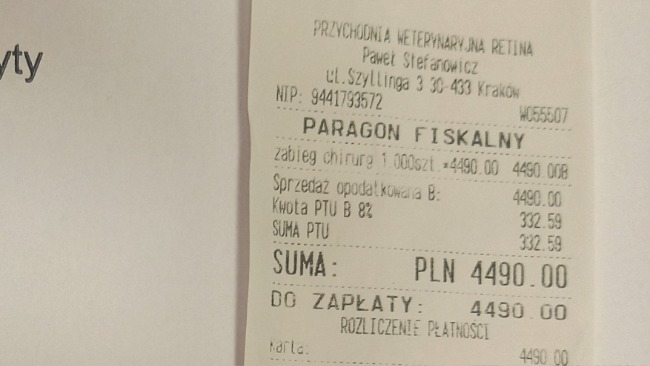 yty
PRZYCHODNIA WETERYNARYJNA RETINA
Paweł Stefanowicz
ul.Szyllinga 3 30-433 Kraków
NIP: 9441793572 W055507
PARAGON FISKALNY
zabieg chirurg 1.000szt *4490.00 4490.00B
Sprzedaż opodatkowana B: 4490.00
Kwota PTU B 8% 332.59
SUMA PTU 332.59
SUMA: PLN 4490.00
DO ZAPŁATY: 4490.00
ROZLICZENIE PŁATNOŚCI
Karta: 4490.00